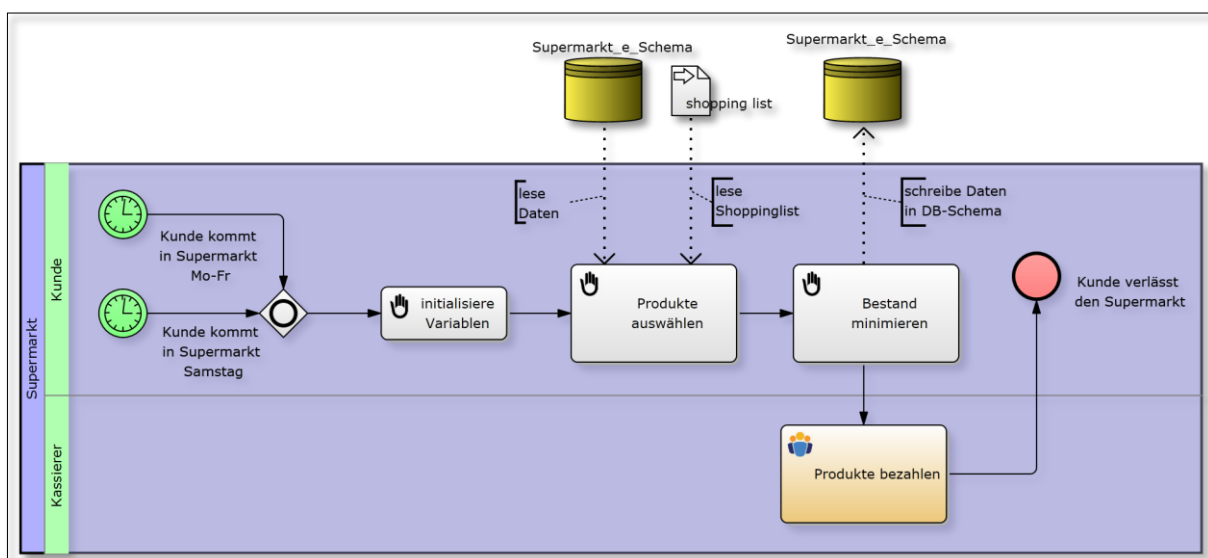 Supermarkt_e_Schema
shopping list
Supermarkt_e_Schema
Supermarkt
Kunde
Kassierer
Kunde kommt
in Supermarkt
Mo-Fr
Kunde kommt
in Supermarkt
Samstag
initialisiere
Variablen
lese
Daten
lese
Shoppinglist
Produkte
auswählen
schreibe Daten
in DB-Schema
Bestand
minimieren
Kunde verlässt
den Supermarkt
Produkte bezahlen